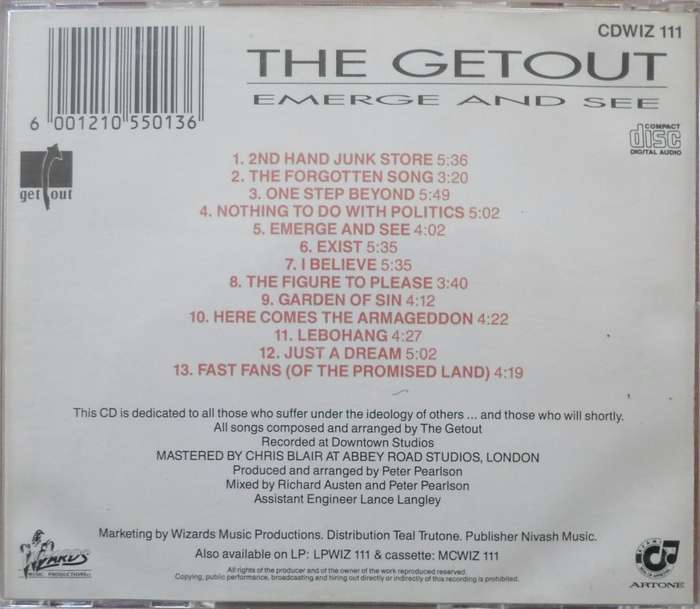 CDWIZ 111
THE GETOUT
EMERGE AND SEE
6 001210 550136
COMPACT
disc
DIGITAL AUDIO
get out
1. 2ND HAND JUNK STORE 5:36
2. THE FORGOTTEN SONG 3:20
3. ONE STEP BEYOND 5:49
4. NOTHING TO DO WITH POLITICS 5:02
5. EMERGE AND SEE 4:02
6. EXIST 5:35
7. I BELIEVE 5:35
8. THE FIGURE TO PLEASE 3:40
9. GARDEN OF SIN 4:12
10. HERE COMES THE ARMAGEDDON 4:22
11. LEBOHANG 4:27
12. JUST A DREAM 5:02
13. FAST FANS (OF THE PROMISED LAND) 4:19
This CD is dedicated to all those who suffer under the ideology of others ... and those who will shortly.
All songs composed and arranged by The Getout
Recorded at Downtown Studios
MASTERED BY CHRIS BLAIR AT ABBEY ROAD STUDIOS, LONDON
Produced and arranged by Peter Pearlson
Mixed by Richard Austen and Peter Pearlson
Assistant Engineer Lance Langley
Marketing by Wizards Music Productions. Distribution Teal Trutone. Publisher Nivash Music.
Also available on LP: LPWIZ 111 & cassette: MCWIZ 111
All rights of the producer and of the owner of the work reproduced reserved.
Copying, public performance, broadcasting and hiring out directly or indirectly of this recording is prohibited.
Wizards
MUSIC PRODUCTIONS
ARTONE